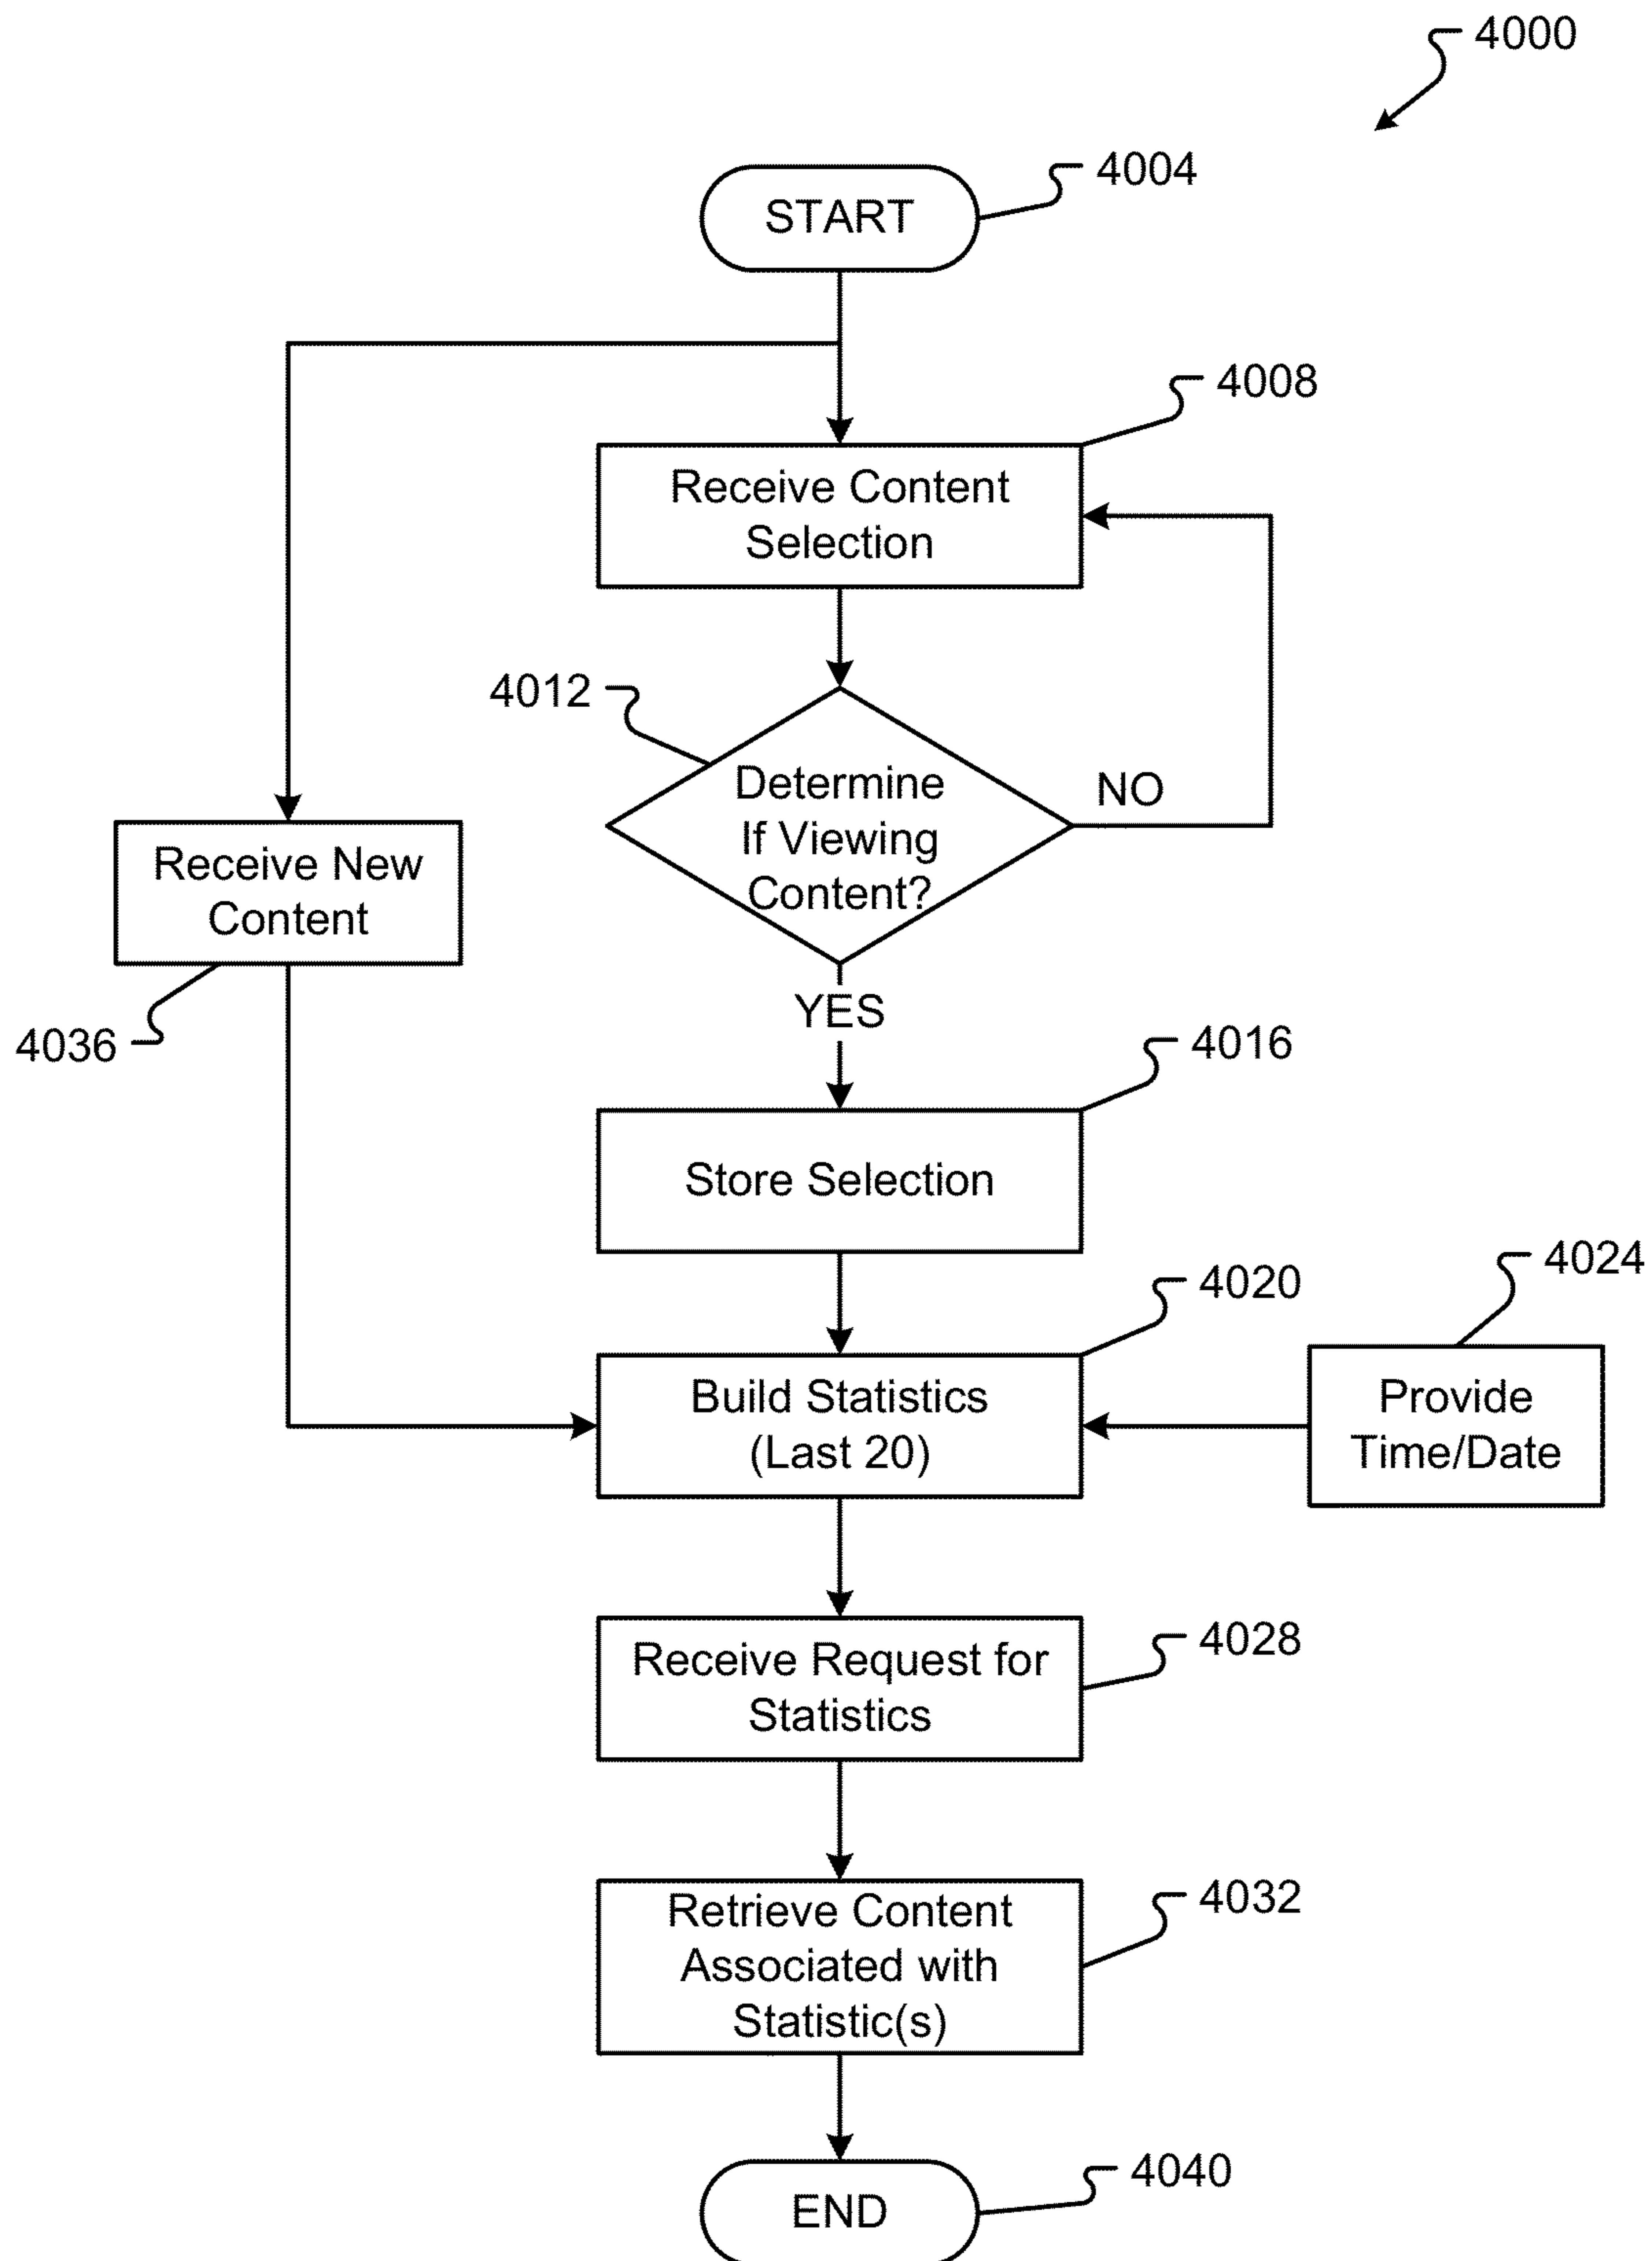 4000
4004
START
4008
Receive Content
Selection
4012
Determine
If Viewing
Content?
NO
Receive New
Content
4036
YES
4016
Store Selection
4020
4024
Build Statistics
(Last 20)
Provide
Time/Date
4028
Receive Request for
Statistics
4032
Retrieve Content
Associated with
Statistic(s)
4040
END